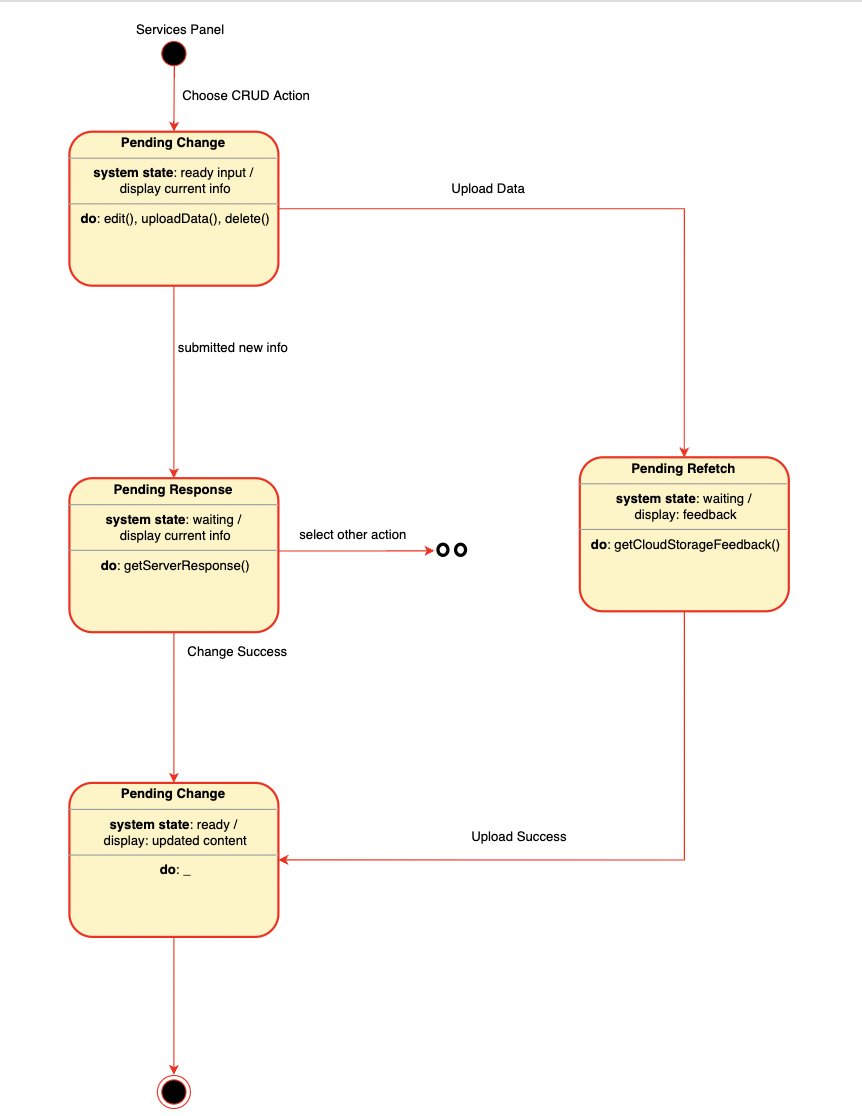 Services Panel
Choose CRUD Action
Pending Change
system state: ready input /
display current info
do: edit(), uploadData(), delete()
Upload Data
submitted new info
Pending Refetch
system state: waiting /
display: feedback
do: getCloudStorageFeedback()
Pending Response
system state: waiting /
display current info
do: getServerResponse()
select other action
Change Success
Pending Change
system state: ready /
display: updated content
do: _
Upload Success